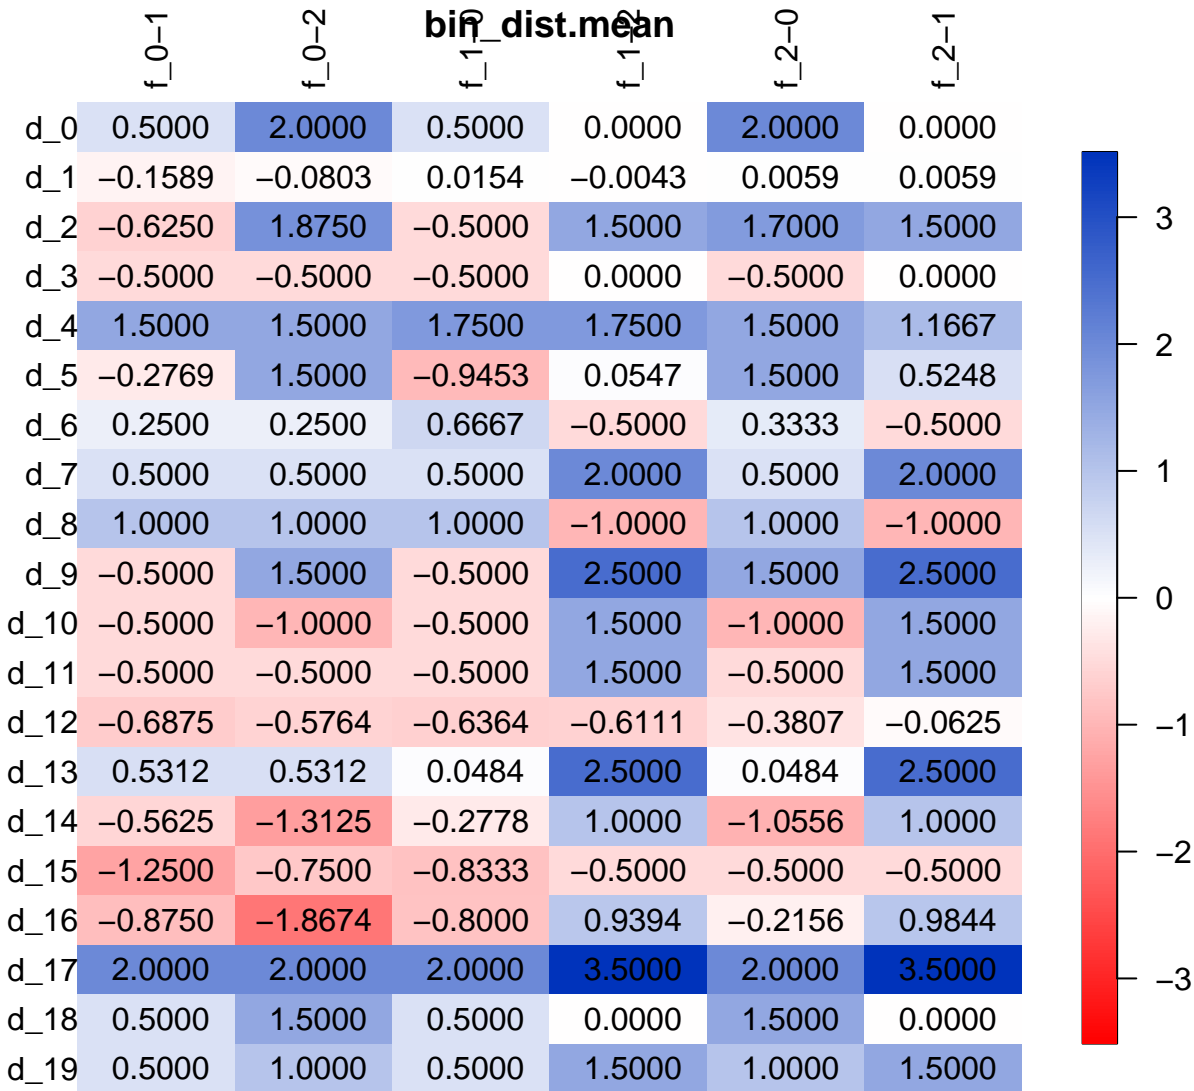 bin_dist.mean
f_0−1 f_0−2 f_1−0 f_1−2 f_2−0 f_2−1
d_0 0.5000 2.0000 0.5000 0.0000 2.0000 0.0000
d_1 −0.1589 −0.0803 0.0154 −0.0043 0.0059 0.0059
d_2 −0.6250 1.8750 −0.5000 1.5000 1.7000 1.5000
d_3 −0.5000 −0.5000 −0.5000 0.0000 −0.5000 0.0000
d_4 1.5000 1.5000 1.7500 1.7500 1.5000 1.1667
d_5 −0.2769 1.5000 −0.9453 0.0547 1.5000 0.5248
d_6 0.2500 0.2500 0.6667 −0.5000 0.3333 −0.5000
d_7 0.5000 0.5000 0.5000 2.0000 0.5000 2.0000
d_8 1.0000 1.0000 1.0000 −1.0000 1.0000 −1.0000
d_9 −0.5000 1.5000 −0.5000 2.5000 1.5000 2.5000
d_10 −0.5000 −1.0000 −0.5000 1.5000 −1.0000 1.5000
d_11 −0.5000 −0.5000 −0.5000 1.5000 −0.5000 1.5000
d_12 −0.6875 −0.5764 −0.6364 −0.6111 −0.3807 −0.0625
d_13 0.5312 0.5312 0.0484 2.5000 0.0484 2.5000
d_14 −0.5625 −1.3125 −0.2778 1.0000 −1.0556 1.0000
d_15 −1.2500 −0.7500 −0.8333 −0.5000 −0.5000 −0.5000
d_16 −0.8750 −1.8674 −0.8000 0.9394 −0.2156 0.9844
d_17 2.0000 2.0000 2.0000 3.5000 2.0000 3.5000
d_18 0.5000 1.5000 0.5000 0.0000 1.5000 0.0000
d_19 0.5000 1.0000 0.5000 1.5000 1.0000 1.5000
3
2
1
0
−1
−2
−3